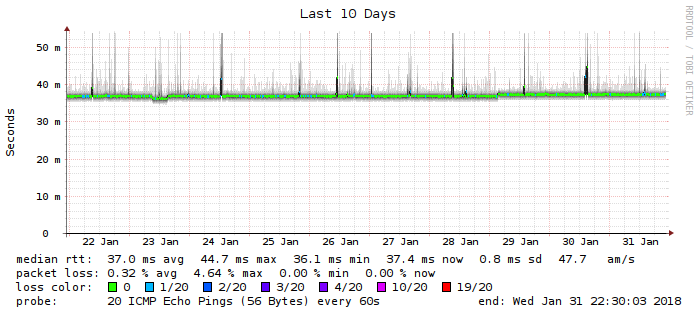 Last 10 Days
RRDTOOL / TOBI OETIKER
Seconds
50 m
40 m
30 m
20 m
10 m
0
22 Jan 23 Jan 24 Jan 25 Jan 26 Jan 27 Jan 28 Jan 29 Jan 30 Jan 31 Jan
median rtt: 37.0 ms avg 44.7 ms max 36.1 ms min 37.4 ms now 0.8 ms sd 47.7 am/s
packet loss: 0.32 % avg 4.64 % max 0.00 % min 0.00 % now
loss color: 0 1/20 2/20 3/20 4/20 10/20 19/20
probe: 20 ICMP Echo Pings (56 Bytes) every 60s end: Wed Jan 31 22:30:03 2018